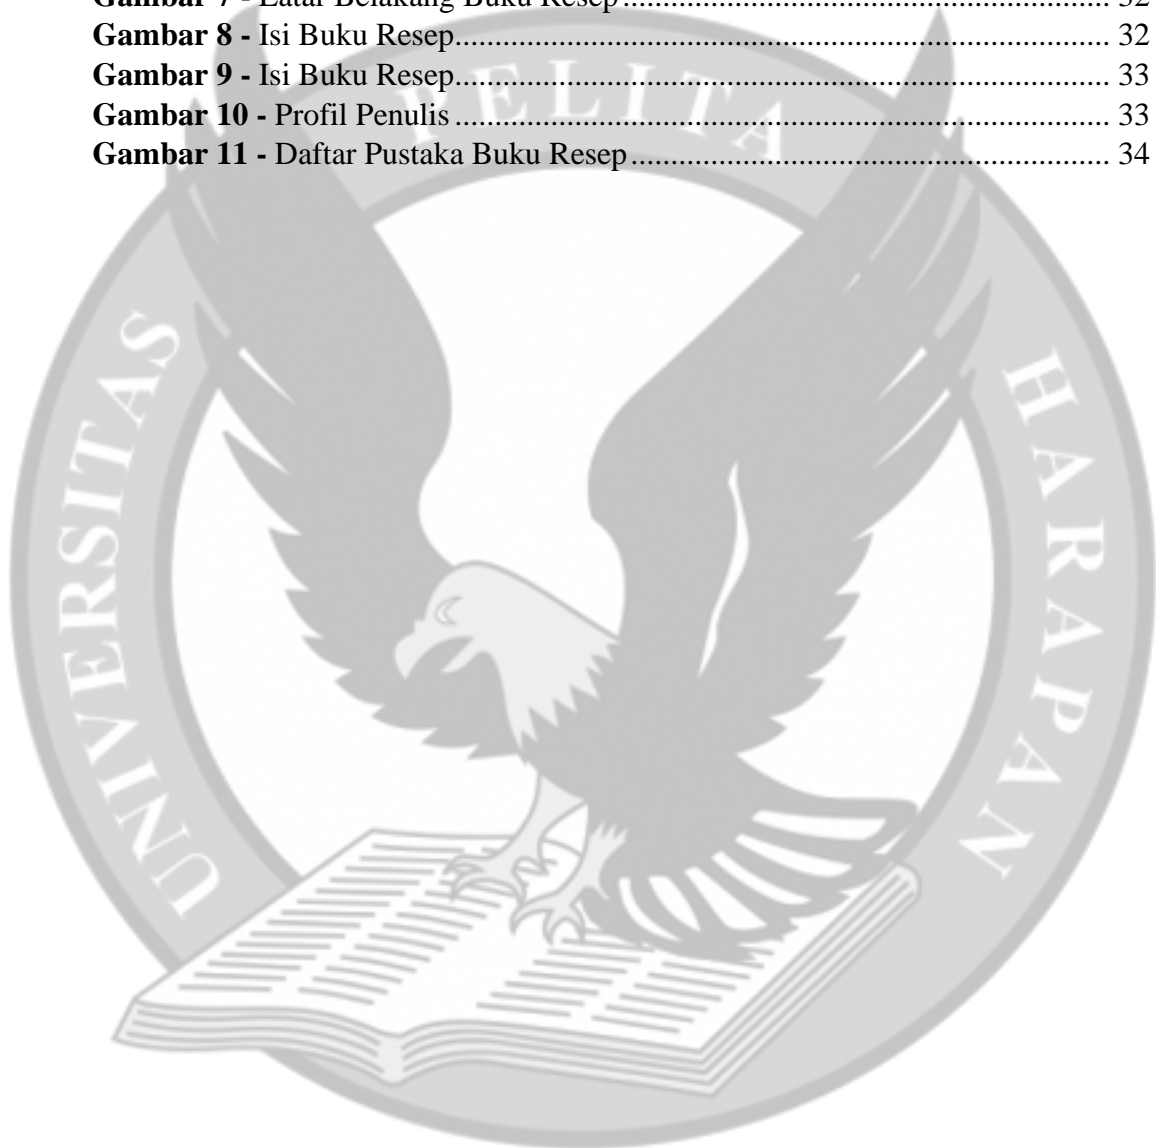 Gambar 7 - Latar Belakang Buku Resep............................................................. 32
Gambar 8 - Isi Buku Resep.................................................................................. 32
Gambar 9 - Isi Buku Resep.................................................................................. 33
Gambar 10 - Profil Penulis.................................................................................. 33
Gambar 11 - Daftar Pustaka Buku Resep............................................................ 34
UNIVERSITAS
PELITA
HARAPAN